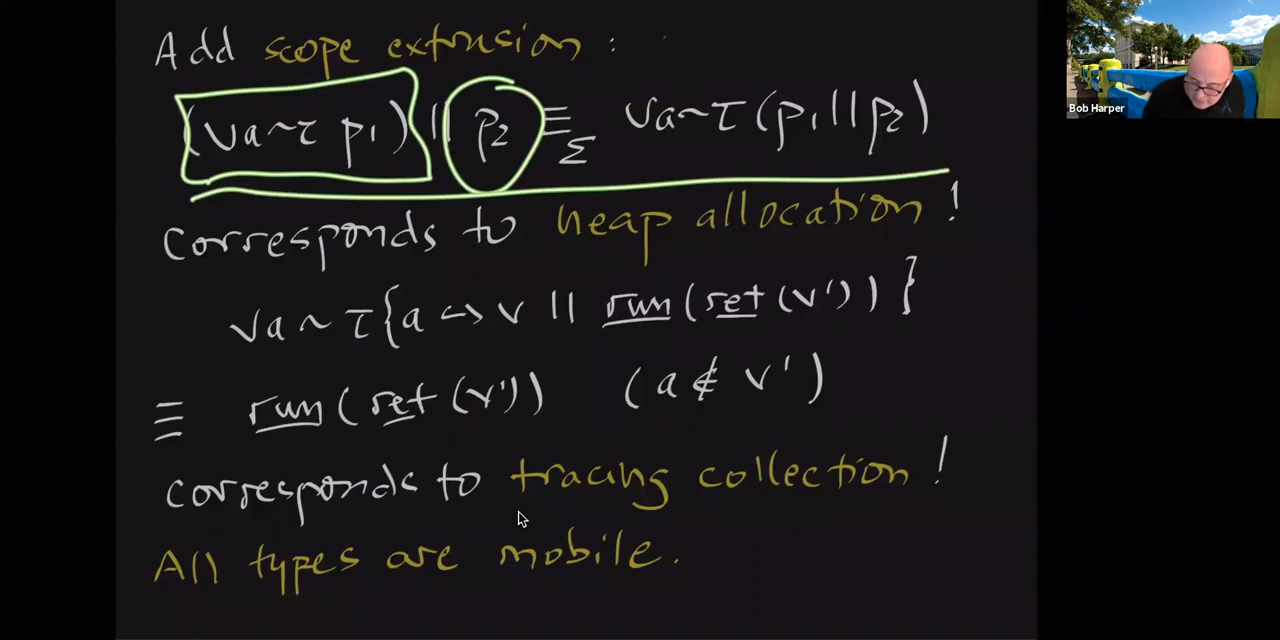 Add scope extrusion :
(νa~τ p₁) || p₂ ≡_Σ νa~τ(p₁||p₂)
corresponds to heap allocation !
νa~τ{a ↪ v || run(ret(v')) }
≡ run(ret(v')) (a ∉ v')
corresponds to tracing collection !
All types are mobile.
Bob Harper